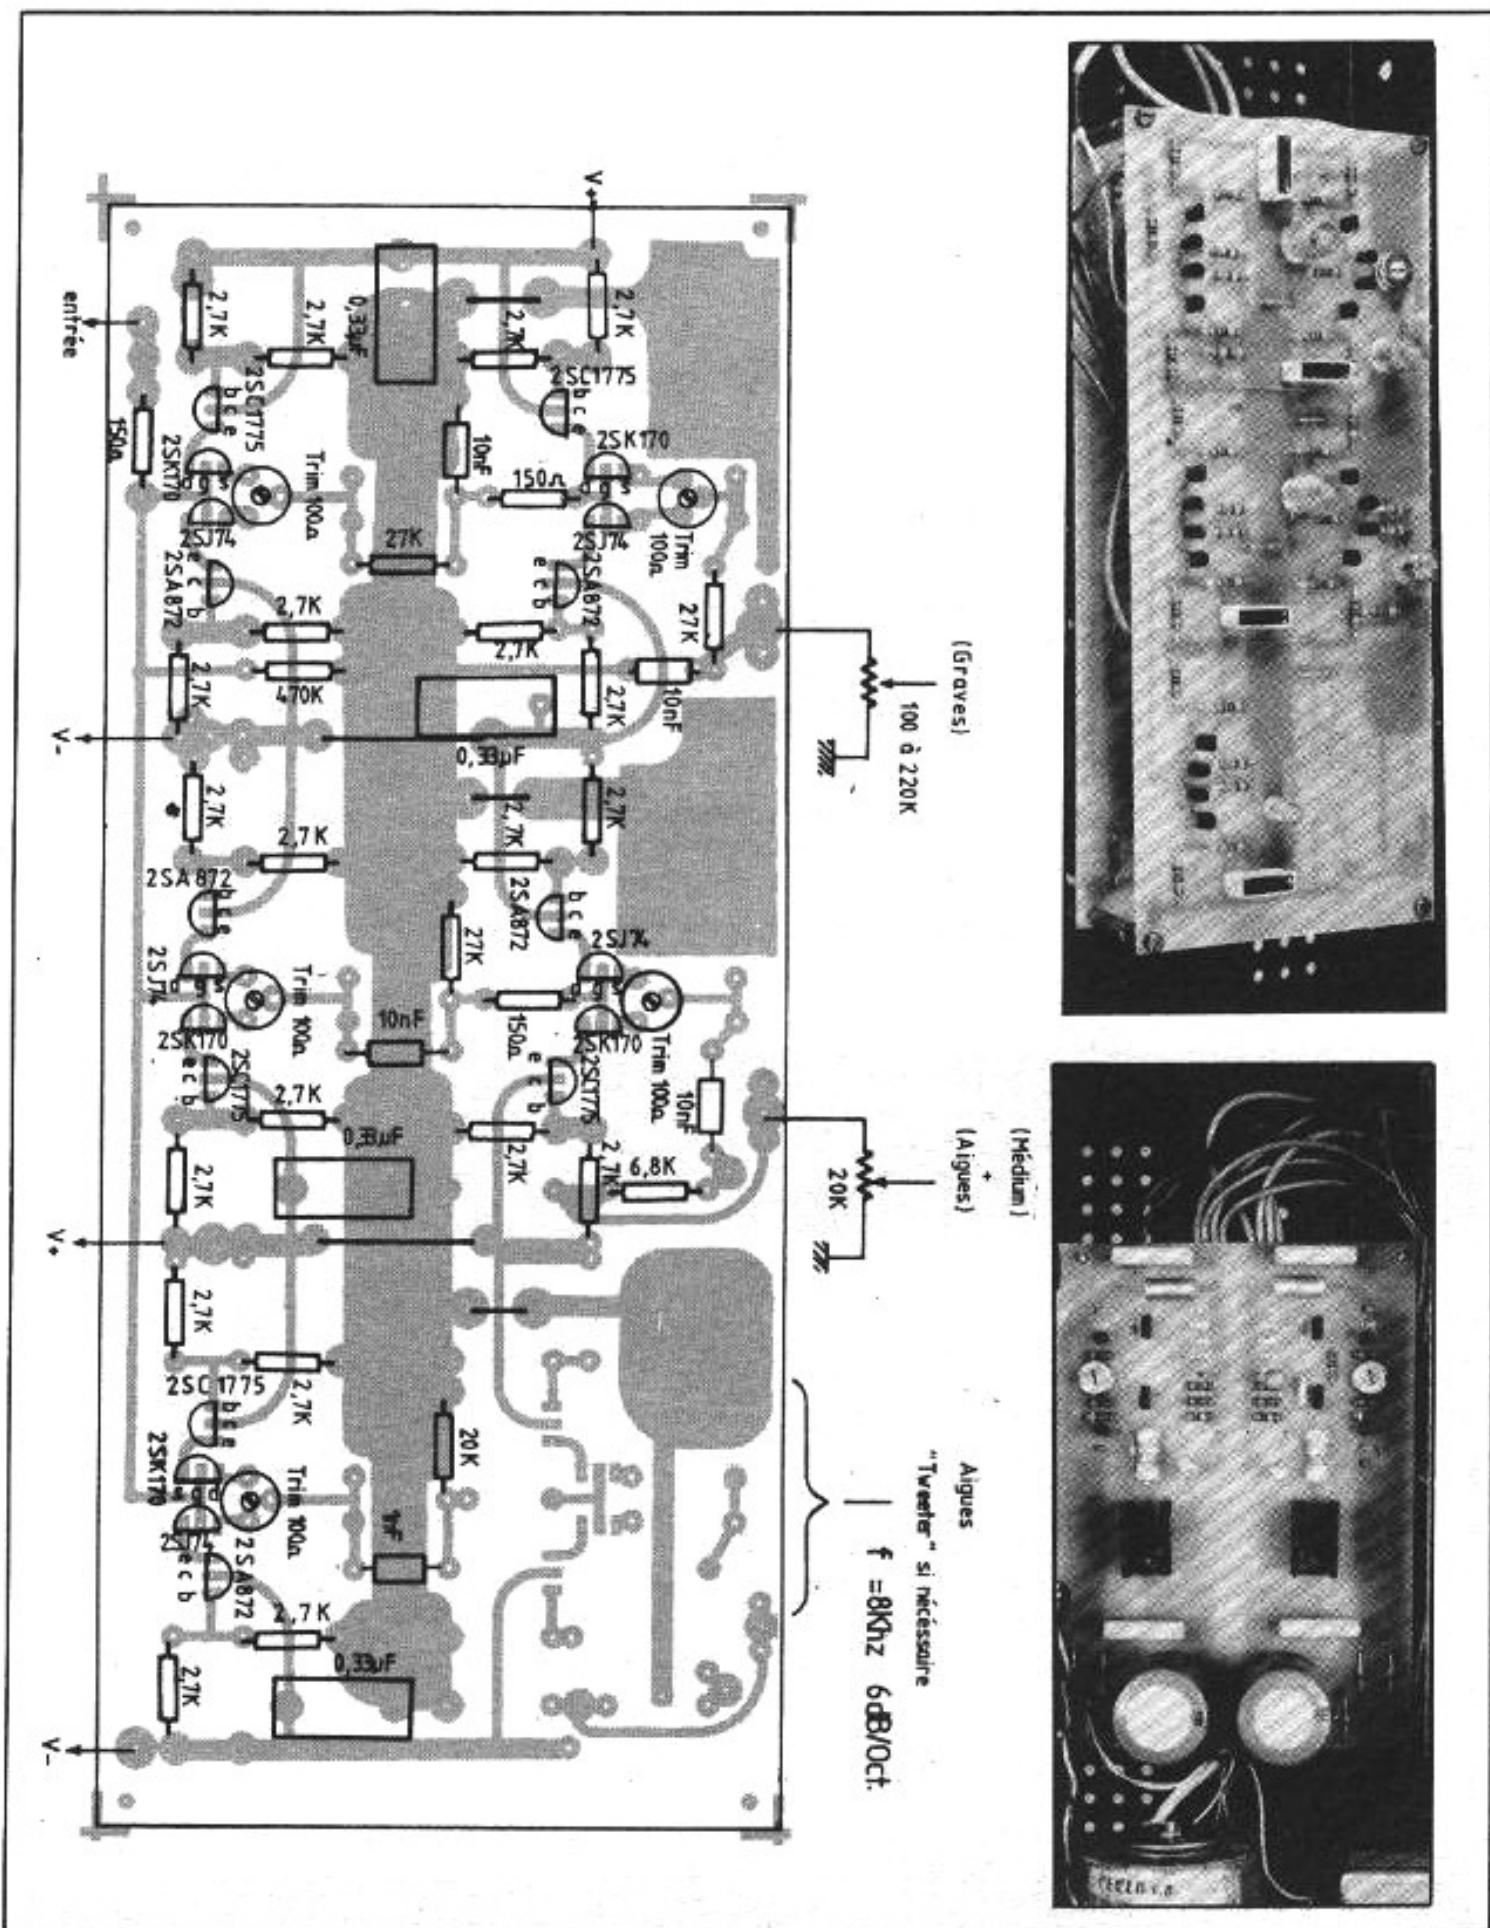 V+
2,7K
2,7K
0,33µF
2,7K
2,7K
entrée
2SC1775
b c e
2SC1775
b c e
150Ω
2SK170
Trim 100Ω
10nF
150Ω
2SK170
2SJ74
27K
2SJ74
Trim 100Ω
e c b
2SA872
e c b
2SA872
27K
2,7K
2,7K
470K
2,7K
2,7K
10nF
(Graves)
100 à 220K
V-
0,33µF
2,7K
2,7K
2,7K
2,7K
2SA872
b c e
2SA872
b c e
27K
2SJ74
2SJ74
Trim 100Ω
10nF
150Ω
2SK170
2SK170
Trim 100Ω
2SC1775
e c b
e c b
2SC1775
10nF
2,7K
0,33µF
2,7K
2,7K
2,7K
6,8K
(Médium)
+
(Aigues)
20K
V+
2,7K
2,7K
2SC1775
b c e
20K
2SK170
Trim 100Ω
1nF
2SJ74
e c b
2SA872
2,7K
0,33µF
2,7K
V-
Aigues
"Tweeter" si nécéssaire
f =8Khz 6dB/Oct.